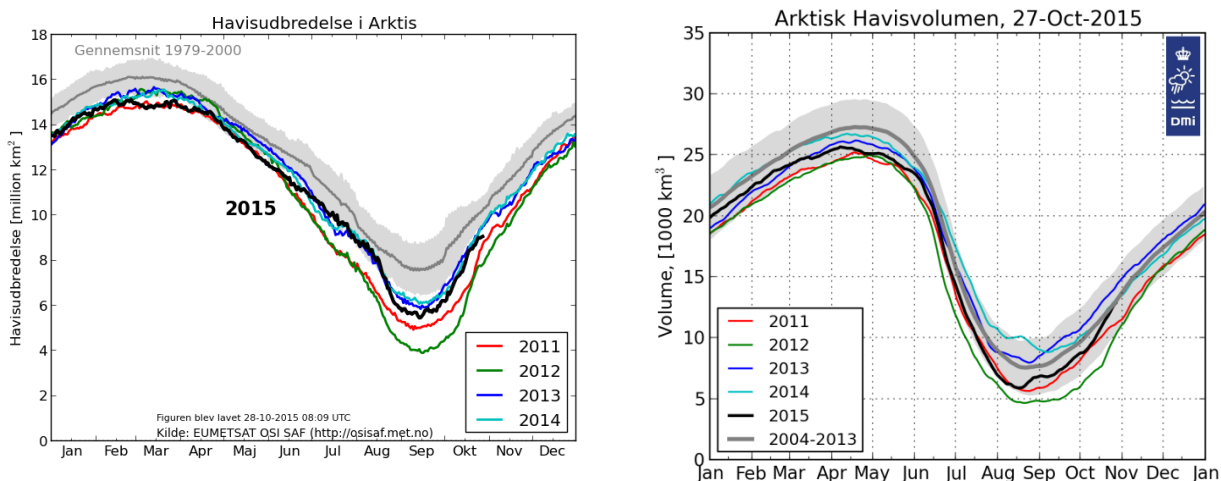 Havisudbredelse i Arktis
Gennemsnit 1979-2000
Havisudbredelse [million km²]
18
16
14
12
10
8
6
4
2
0
2015
2011
2012
2013
2014
Figuren blev lavet 28-10-2015 08:09 UTC
Kilde: EUMETSAT OSI SAF (http://osisaf.met.no)
Jan Feb Mar Apr Maj Jun Jul Aug Sep Okt Nov Dec
Arktisk Havisvolumen, 27-Oct-2015
DMI
Volume, [1000 km³]
35
30
25
20
15
10
5
0
2011
2012
2013
2014
2015
2004-2013
Jan Feb Mar Apr May Jun Jul Aug Sep Oct Nov Dec Jan